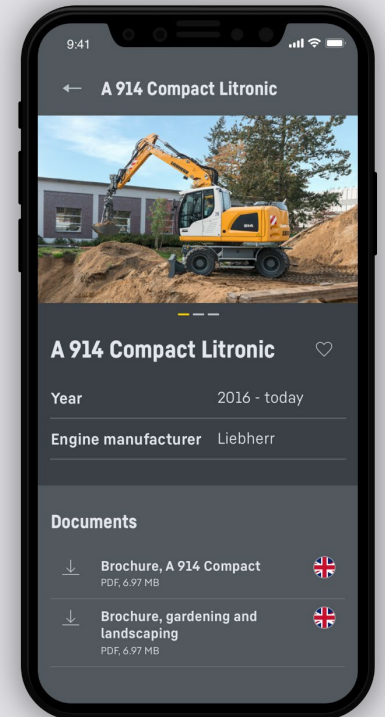 9:41
A 914 Compact Litronic
A 914 Compact Litronic
Year 2016 - today
Engine manufacturer Liebherr
Documents
Brochure, A 914 Compact
PDF, 6.97 MB
Brochure, gardening and
landscaping
PDF, 6.97 MB